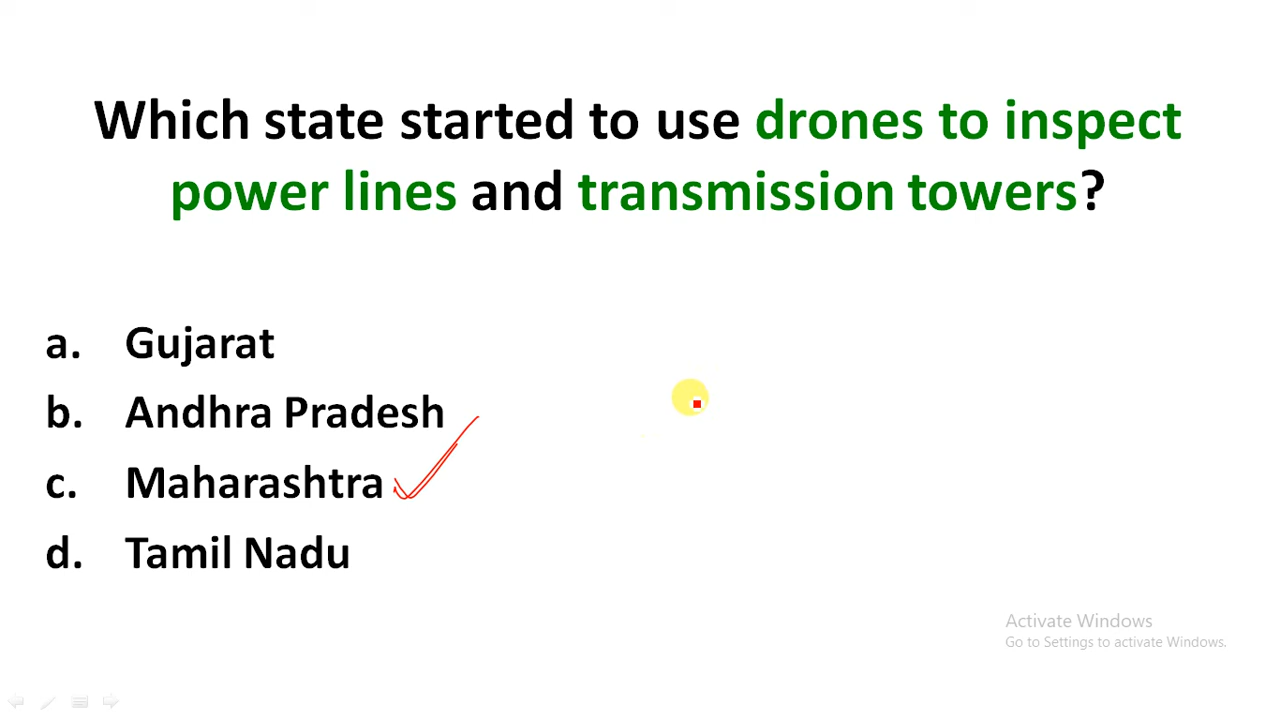 Which state started to use drones to inspect
power lines and transmission towers?
a. Gujarat
b. Andhra Pradesh
c. Maharashtra
d. Tamil Nadu
Activate Windows
Go to Settings to activate Windows.